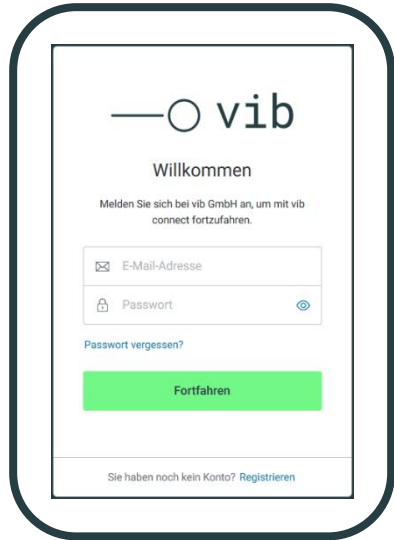 vib
Willkommen
Melden Sie sich bei vib GmbH an, um mit vib
connect fortzufahren.
E-Mail-Adresse
Passwort
Passwort vergessen?
Fortfahren
Sie haben noch kein Konto? Registrieren